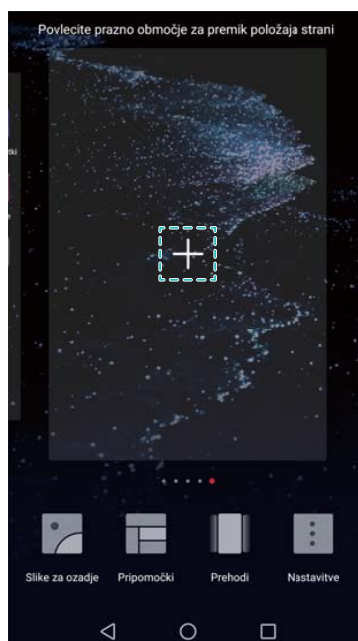 Povlecite prazno območje za premik položaja strani
Slike za ozadje
Pripomočki
Prehodi
Nastavitve